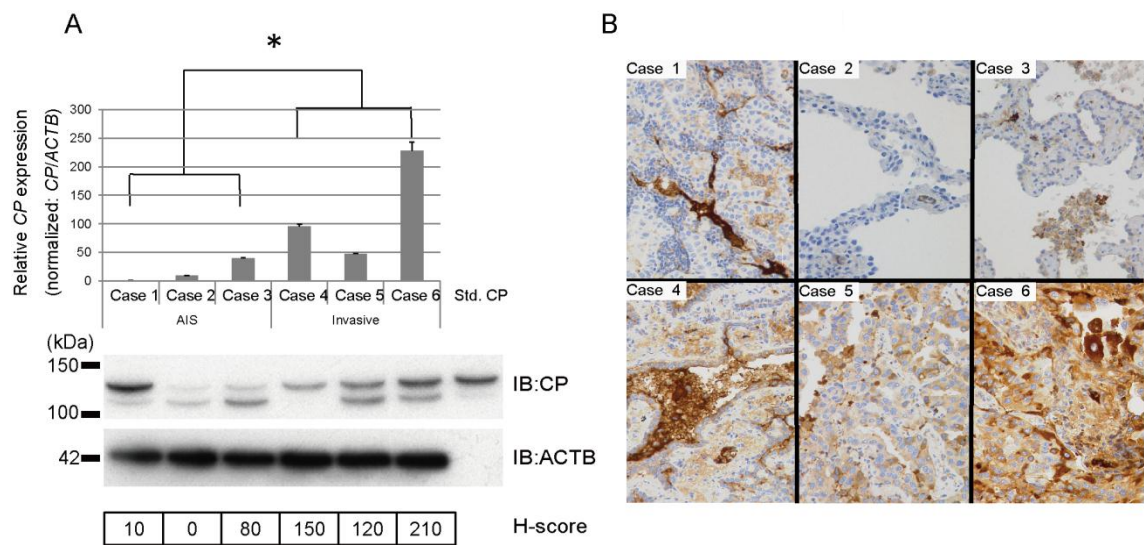 A
*
Relative CP expression
(normalized: CP/ACTB)
300
250
200
150
100
50
0
Case 1 Case 2 Case 3 Case 4 Case 5 Case 6 Std. CP
AIS Invasive
(kDa)
150
100
IB:CP
42
IB:ACTB
10 0 80 150 120 210 H-score
B
Case 1 Case 2 Case 3
Case 4 Case 5 Case 6